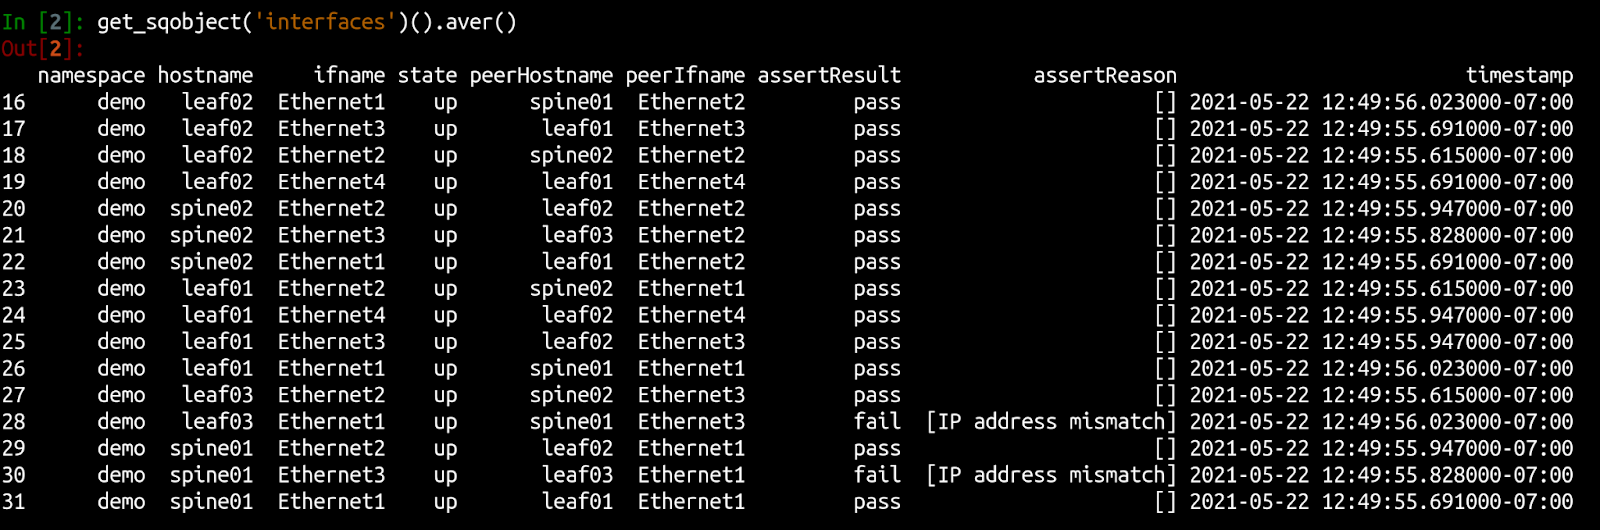 In [2]: get_sqobject('interfaces')().aver()
Out[2]:
namespace hostname ifname state peerHostname peerIfname assertResult assertReason timestamp
16 demo leaf02 Ethernet1 up spine01 Ethernet2 pass [] 2021-05-22 12:49:56.023000-07:00
17 demo leaf02 Ethernet3 up leaf01 Ethernet3 pass [] 2021-05-22 12:49:55.691000-07:00
18 demo leaf02 Ethernet2 up spine02 Ethernet2 pass [] 2021-05-22 12:49:55.615000-07:00
19 demo leaf02 Ethernet4 up leaf01 Ethernet4 pass [] 2021-05-22 12:49:55.691000-07:00
20 demo spine02 Ethernet2 up leaf02 Ethernet2 pass [] 2021-05-22 12:49:55.947000-07:00
21 demo spine02 Ethernet3 up leaf03 Ethernet2 pass [] 2021-05-22 12:49:55.828000-07:00
22 demo spine02 Ethernet1 up leaf01 Ethernet2 pass [] 2021-05-22 12:49:55.691000-07:00
23 demo leaf01 Ethernet2 up spine02 Ethernet1 pass [] 2021-05-22 12:49:55.615000-07:00
24 demo leaf01 Ethernet4 up leaf02 Ethernet4 pass [] 2021-05-22 12:49:55.947000-07:00
25 demo leaf01 Ethernet3 up leaf02 Ethernet3 pass [] 2021-05-22 12:49:55.947000-07:00
26 demo leaf01 Ethernet1 up spine01 Ethernet1 pass [] 2021-05-22 12:49:56.023000-07:00
27 demo leaf03 Ethernet2 up spine02 Ethernet3 pass [] 2021-05-22 12:49:55.615000-07:00
28 demo leaf03 Ethernet1 up spine01 Ethernet3 fail [IP address mismatch] 2021-05-22 12:49:56.023000-07:00
29 demo spine01 Ethernet2 up leaf02 Ethernet1 pass [] 2021-05-22 12:49:55.947000-07:00
30 demo spine01 Ethernet3 up leaf03 Ethernet1 fail [IP address mismatch] 2021-05-22 12:49:55.828000-07:00
31 demo spine01 Ethernet1 up leaf01 Ethernet1 pass [] 2021-05-22 12:49:55.691000-07:00